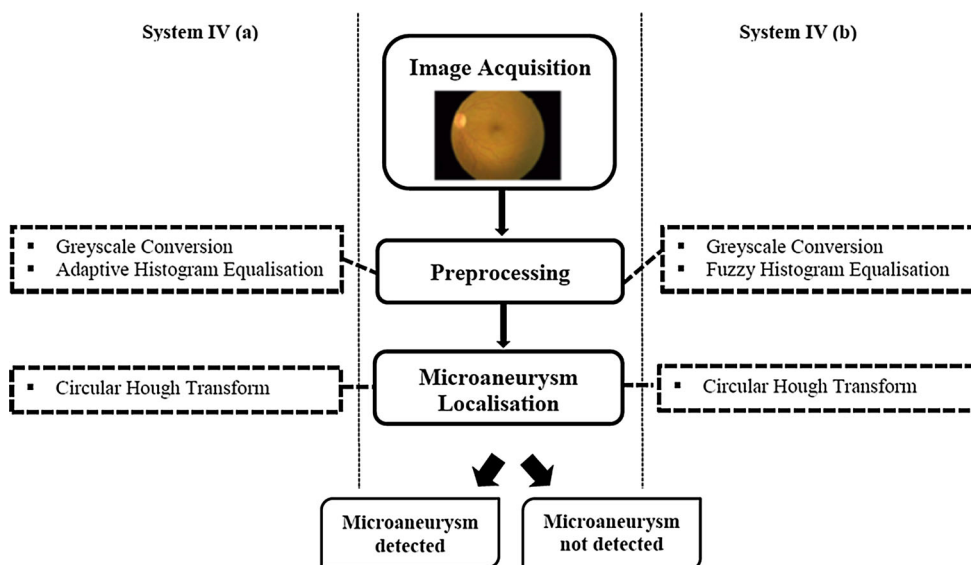 System IV (a)
System IV (b)
Image Acquisition
▪ Greyscale Conversion
▪ Adaptive Histogram Equalisation
Preprocessing
▪ Greyscale Conversion
▪ Fuzzy Histogram Equalisation
▪ Circular Hough Transform
Microaneurysm
Localisation
▪ Circular Hough Transform
Microaneurysm
detected
Microaneurysm
not detected